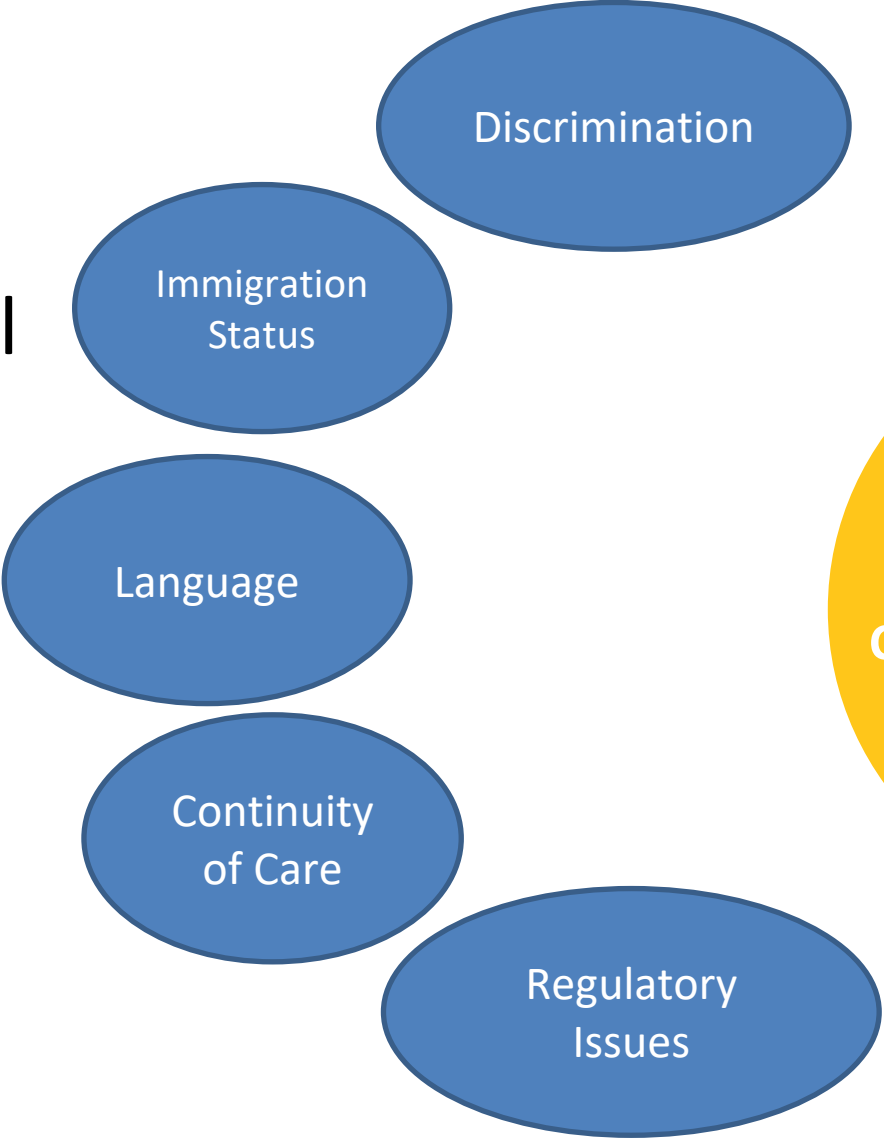 Discrimination
Immigration
Status
Language
Continuity
of Care
Regulatory
Issues